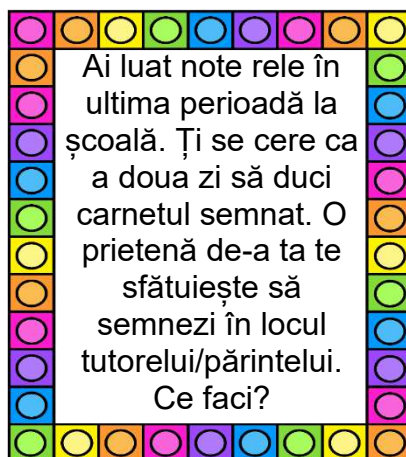 Ai luat note rele în
ultima perioadă la
școală. Ți se cere ca
a doua zi să duci
carnetul semnat. O
prietenă de-a ta te
sfătuiește să
semnezi în locul
tutorelui/părintelui.
Ce faci?